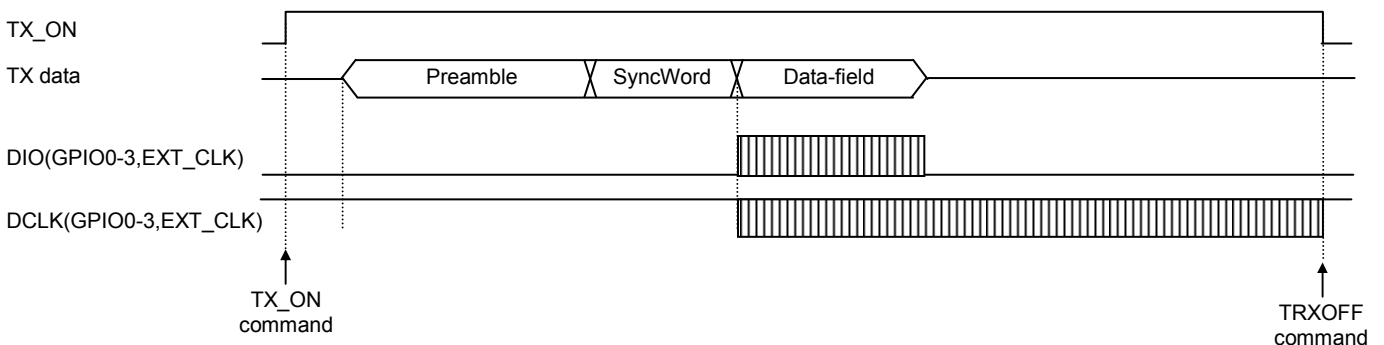 TX_ON
TX data
Preamble
SyncWord
Data-field
DIO(GPIO0-3,EXT_CLK)
DCLK(GPIO0-3,EXT_CLK)
TX_ON
command
TRXOFF
command